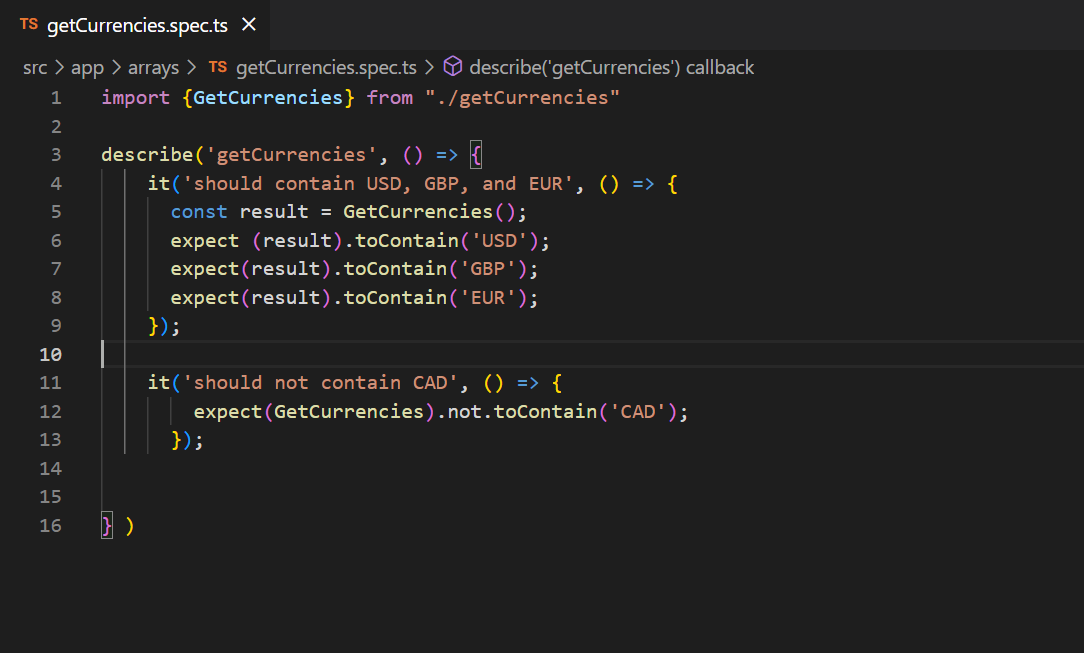 TS getCurrencies.spec.ts ×
src > app > arrays > TS getCurrencies.spec.ts > describe('getCurrencies') callback
1 import {GetCurrencies} from "./getCurrencies"
2
3 describe('getCurrencies', () => {
4 it('should contain USD, GBP, and EUR', () => {
5 const result = GetCurrencies();
6 expect (result).toContain('USD');
7 expect(result).toContain('GBP');
8 expect(result).toContain('EUR');
9 });
10
11 it('should not contain CAD', () => {
12 expect(GetCurrencies).not.toContain('CAD');
13 });
14
15
16 } )